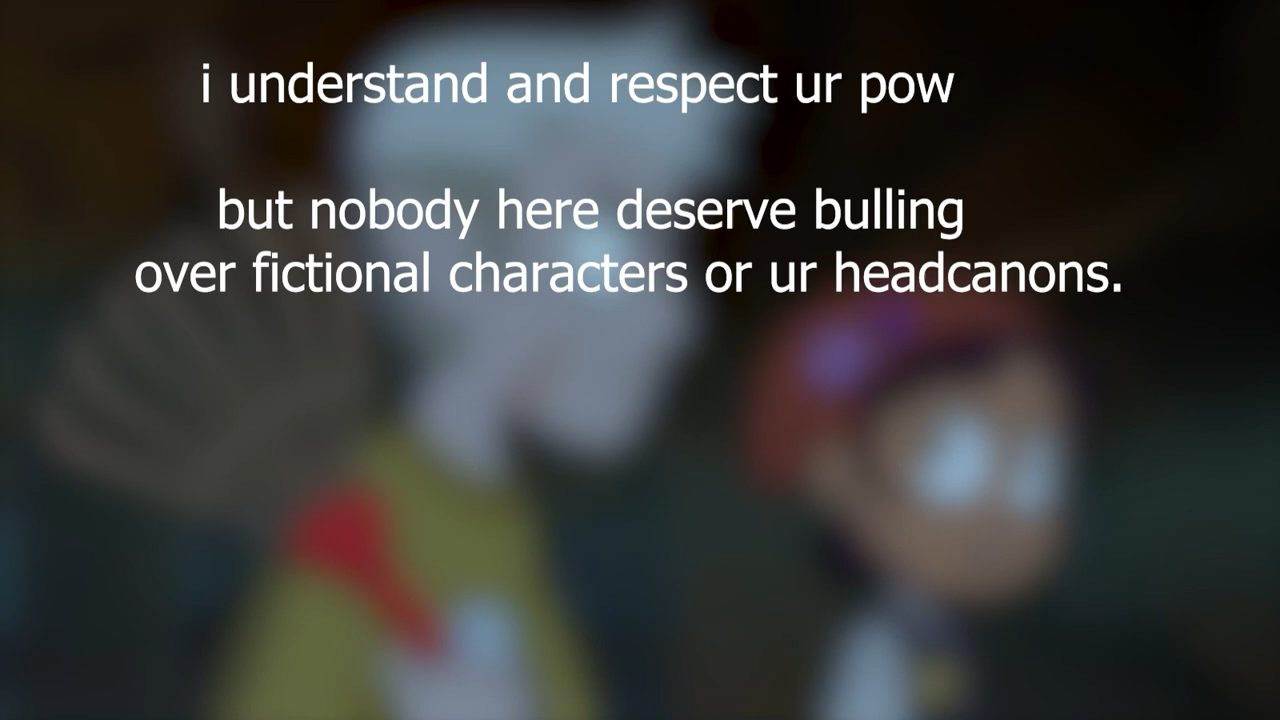 i understand and respect ur pow
but nobody here deserve bulling
over fictional characters or ur headcanons.